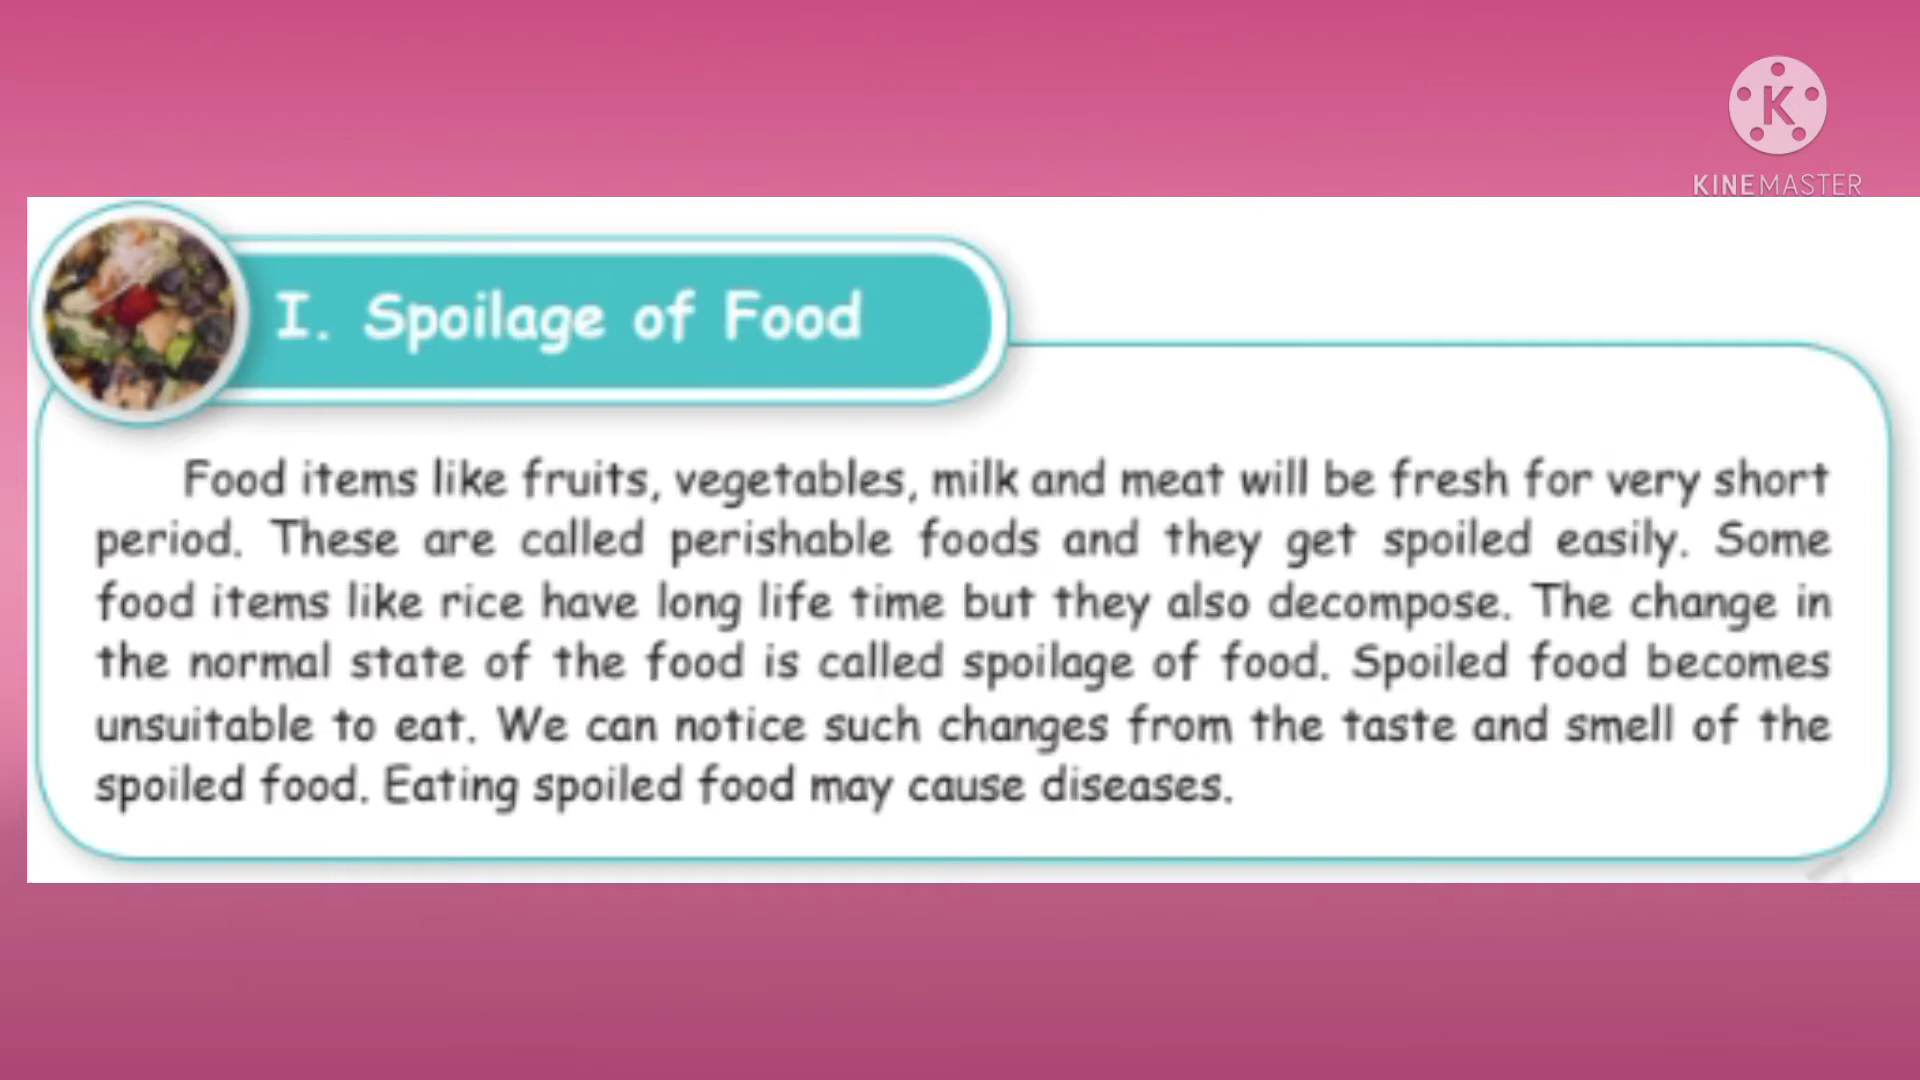 K
KINEMASTER
I. Spoilage of Food
Food items like fruits, vegetables, milk and meat will be fresh for very short
period. These are called perishable foods and they get spoiled easily. Some
food items like rice have long life time but they also decompose. The change in
the normal state of the food is called spoilage of food. Spoiled food becomes
unsuitable to eat. We can notice such changes from the taste and smell of the
spoiled food. Eating spoiled food may cause diseases.